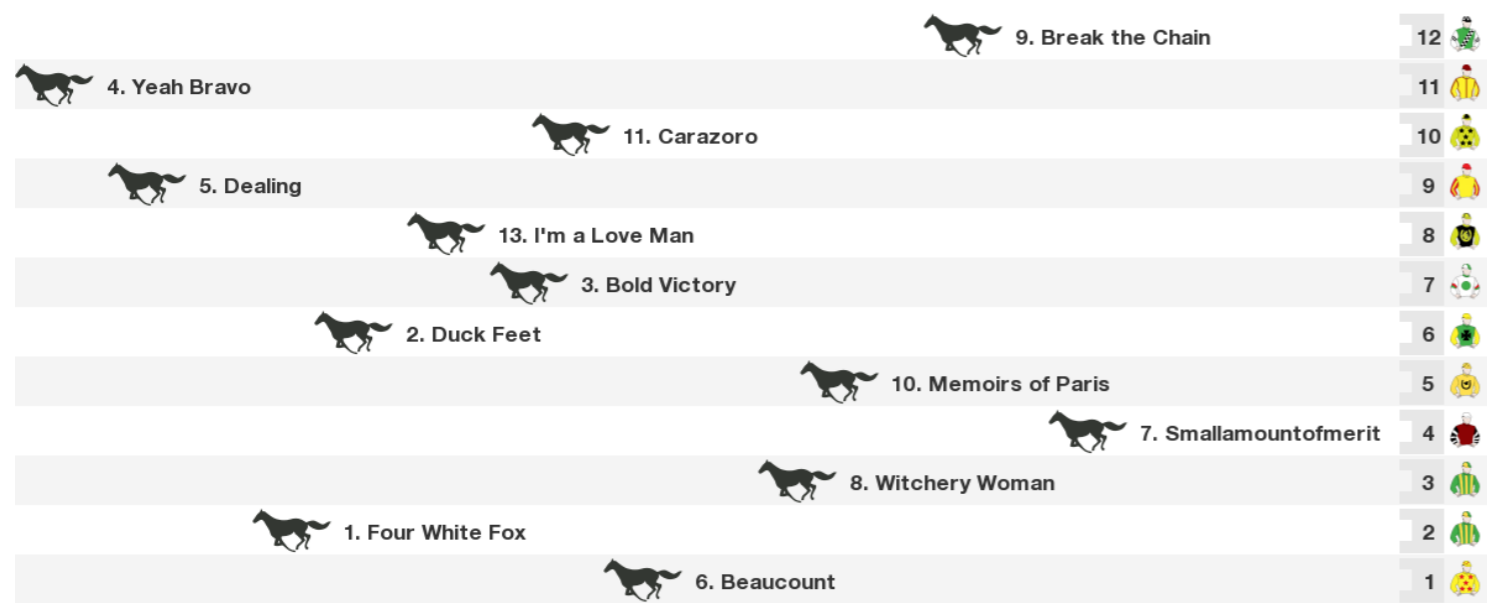 9. Break the Chain 12
4. Yeah Bravo 11
11. Carazoro 10
5. Dealing 9
13. I'm a Love Man 8
3. Bold Victory 7
2. Duck Feet 6
10. Memoirs of Paris 5
7. Smallamountofmerit 4
8. Witchery Woman 3
1. Four White Fox 2
6. Beaucount 1